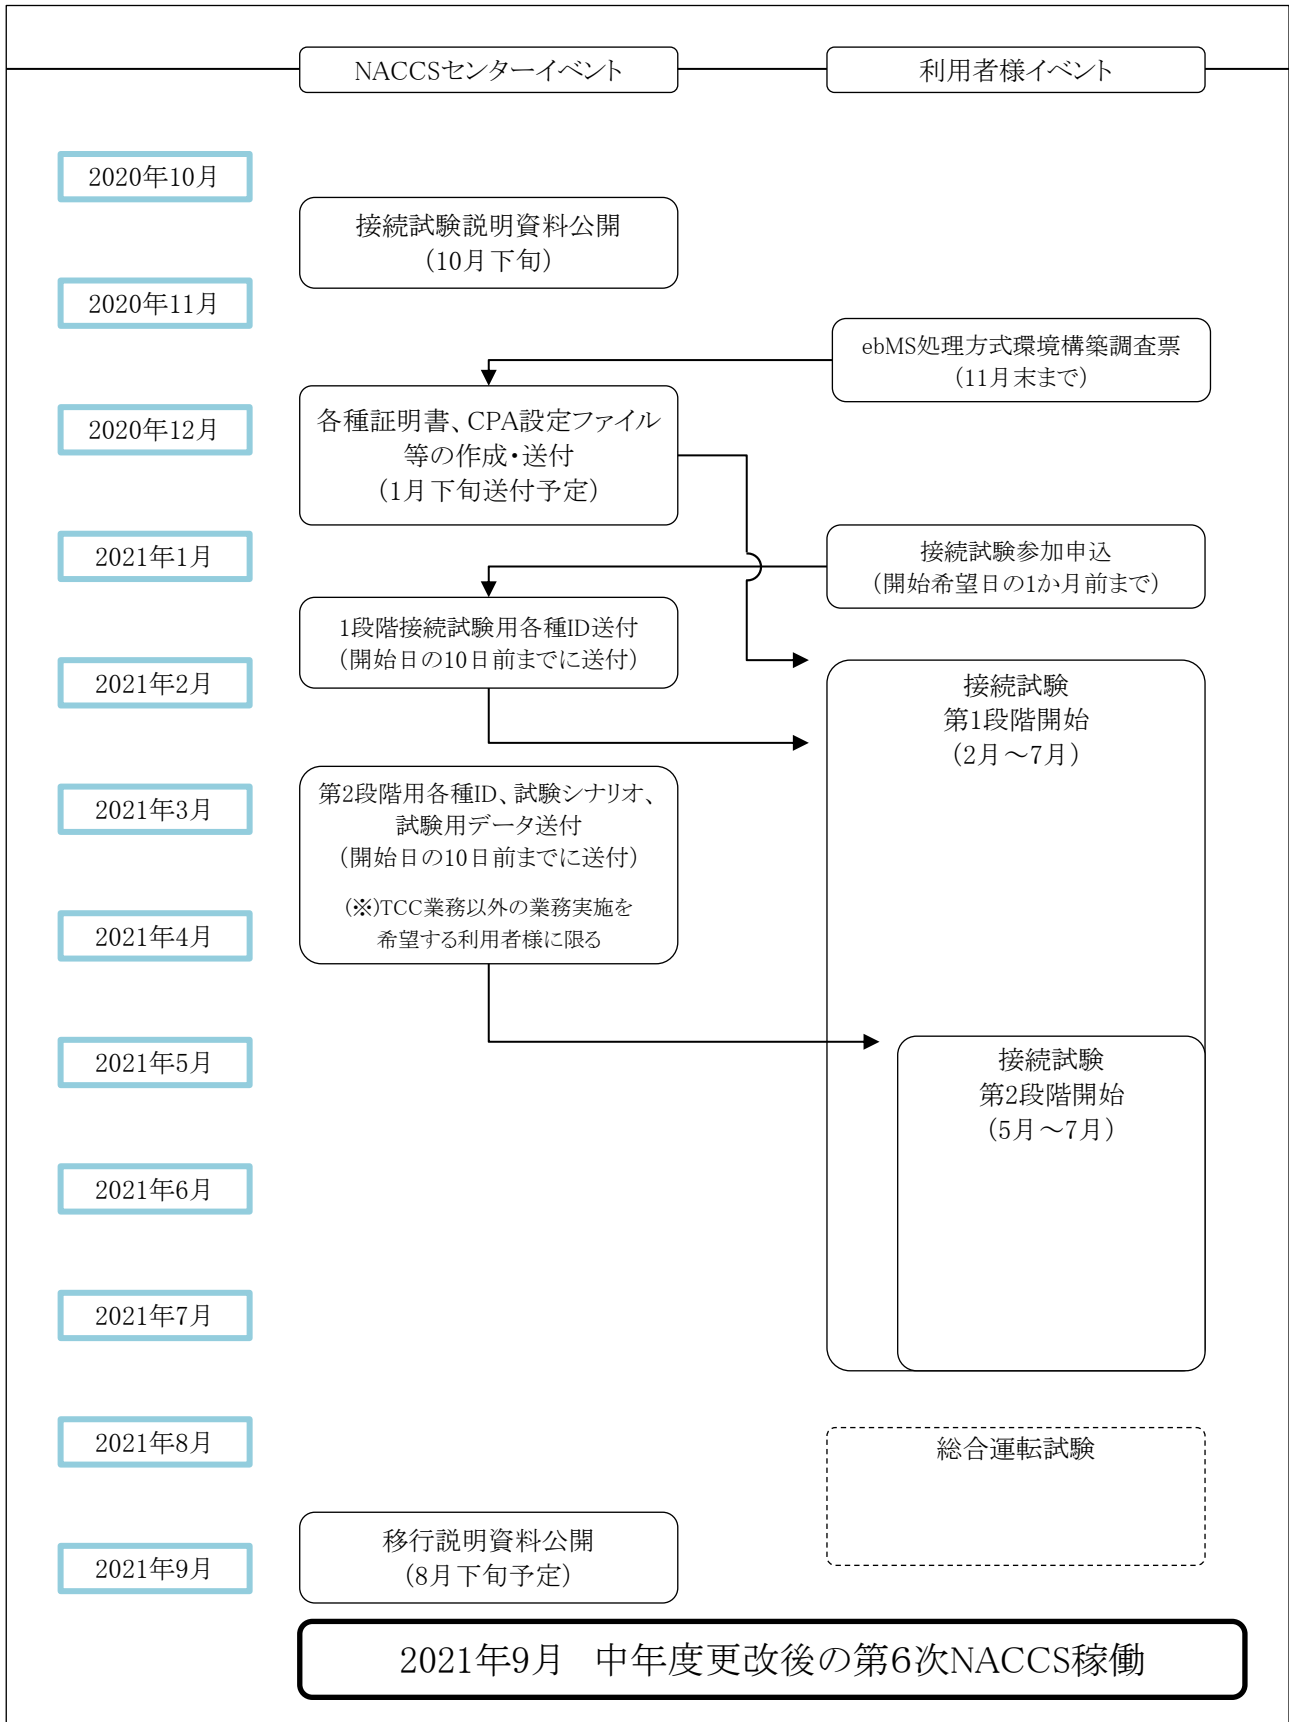 NACCSセンターイベント
利用者様イベント
2020年10月
接続試験説明資料公開
(10月下旬)
2020年11月
ebMS処理方式環境構築調査票
(11月末まで)
2020年12月
各種証明書、CPA設定ファイル
等の作成・送付
(1月下旬送付予定)
2021年1月
接続試験参加申込
(開始希望日の1か月前まで)
1段階接続試験用各種ID送付
(開始日の10日前までに送付)
2021年2月
接続試験
第1段階開始
(2月～7月)
2021年3月
第2段階用各種ID、試験シナリオ、
試験用データ送付
(開始日の10日前までに送付)
(※)TCC業務以外の業務実施を
希望する利用者様に限る
2021年4月
2021年5月
接続試験
第2段階開始
(5月～7月)
2021年6月
2021年7月
2021年8月
総合運転試験
2021年9月
移行説明資料公開
(8月下旬予定)
2021年9月　中年度更改後の第6次NACCS稼働